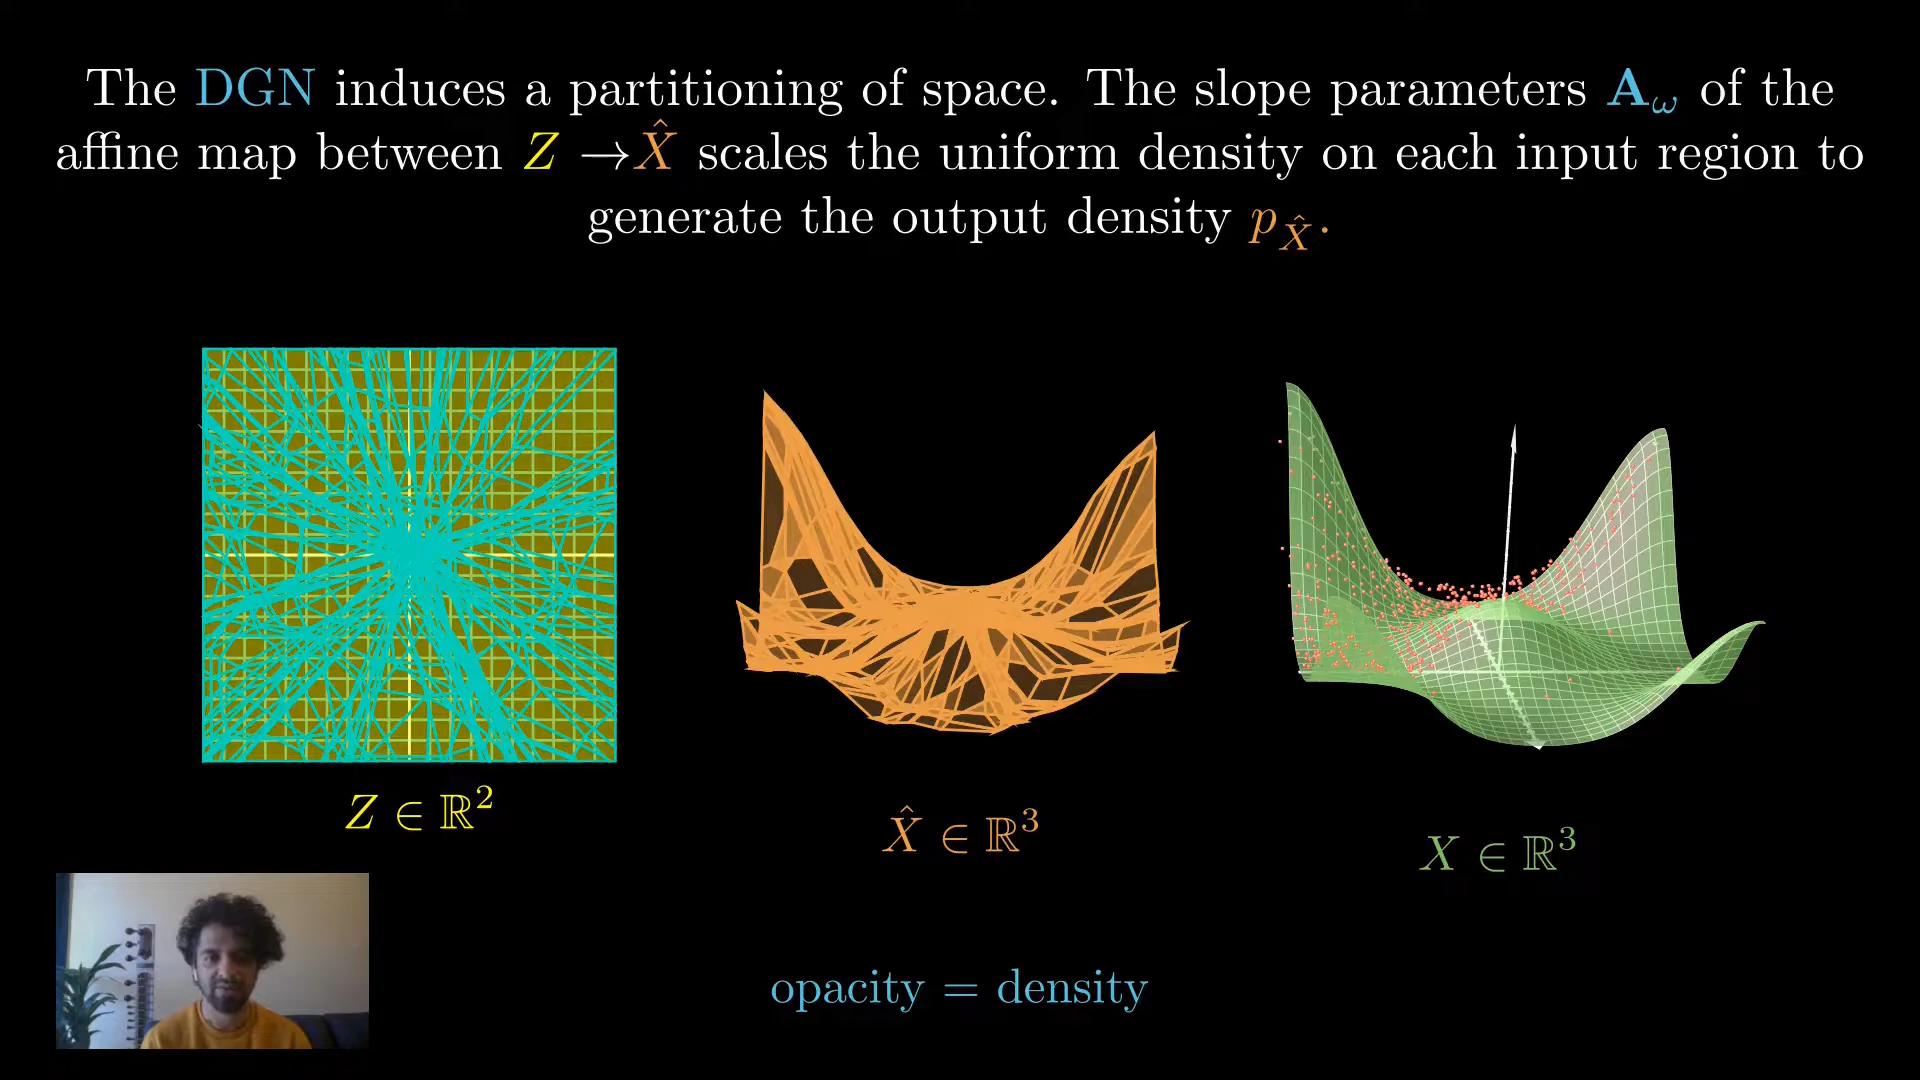 The DGN induces a partitioning of space. The slope parameters 𝐀_ω of the
affine map between Z → X̂ scales the uniform density on each input region to
generate the output density p_X̂.
Z ∈ ℝ²
X̂ ∈ ℝ³
X ∈ ℝ³
opacity = density